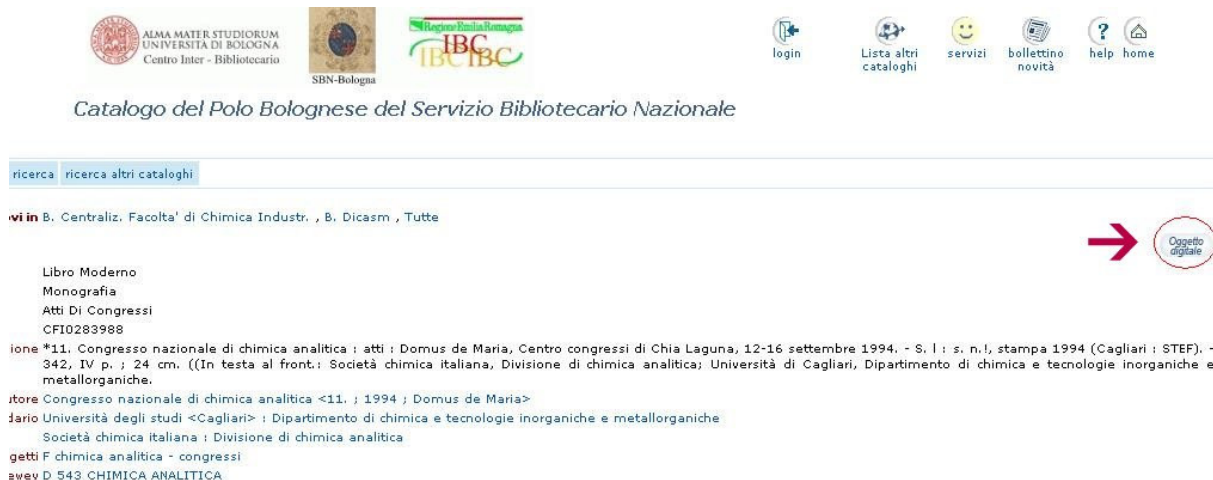 ALMA MATER STUDIORUM
UNIVERSITÀ DI BOLOGNA
Centro Inter - Bibliotecario
SBN-Bologna
Regione Emilia Romagna
IBC
IBC IBC
login
Lista altri cataloghi
servizi
bollettino novità
? help
home
Catalogo del Polo Bolognese del Servizio Bibliotecario Nazionale
ricerca ricerca altri cataloghi
vi in B. Centraliz. Facolta' di Chimica Industr. , B. Dicasm , Tutte
Oggetto digitale
Libro Moderno
Monografia
Atti Di Congressi
CFI0283988
ione *11. Congresso nazionale di chimica analitica : atti : Domus de Maria, Centro congressi di Chia Laguna, 12-16 settembre 1994. - S. l : s. n.!, stampa 1994 (Cagliari : STEF). -
342, IV p. ; 24 cm. ((In testa al front.: Società chimica italiana, Divisione di chimica analitica; Università di Cagliari, Dipartimento di chimica e tecnologie inorganiche e
metallorganiche.
utore Congresso nazionale di chimica analitica <11. ; 1994 ; Domus de Maria>
dario Università degli studi <Cagliari> : Dipartimento di chimica e tecnologie inorganiche e metallorganiche
Società chimica italiana : Divisione di chimica analitica
getti F chimica analitica - congressi
ewey D 543 CHIMICA ANALITICA